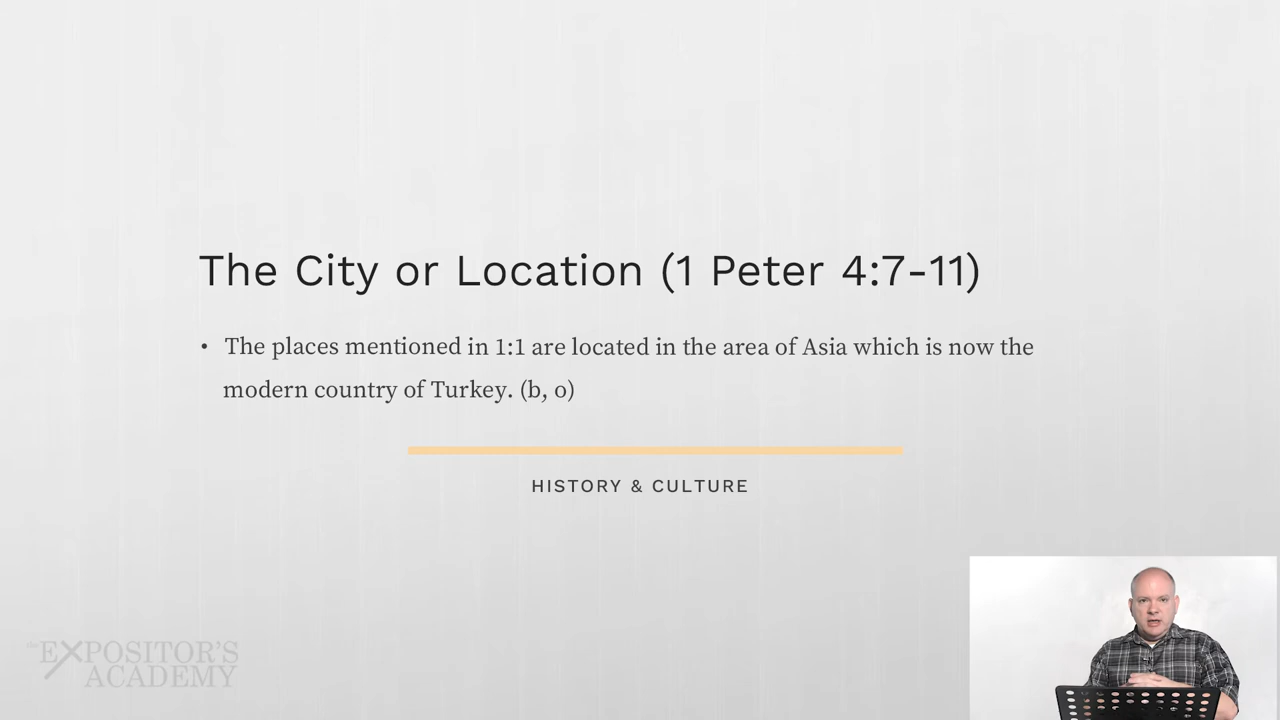 The City or Location (1 Peter 4:7-11)
• The places mentioned in 1:1 are located in the area of Asia which is now the
modern country of Turkey. (b, o)
HISTORY & CULTURE
the EXPOSITOR'S
ACADEMY